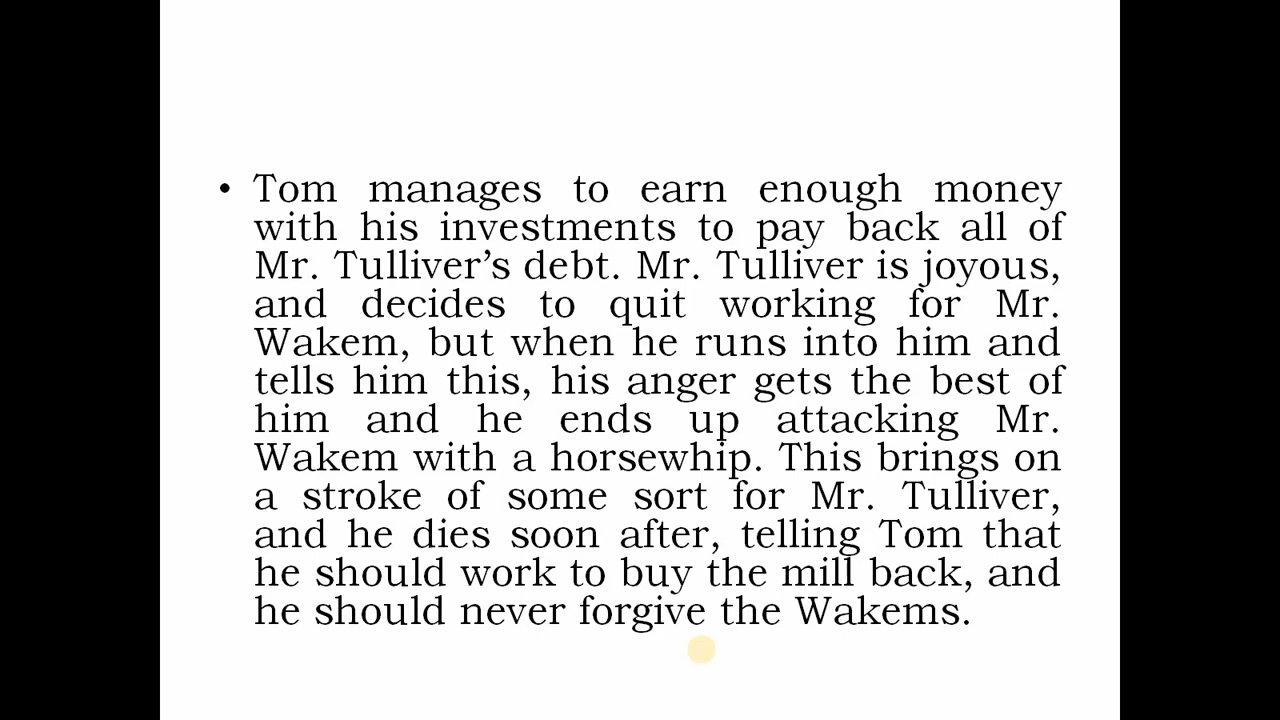 • Tom manages to earn enough money
with his investments to pay back all of
Mr. Tulliver’s debt. Mr. Tulliver is joyous,
and decides to quit working for Mr.
Wakem, but when he runs into him and
tells him this, his anger gets the best of
him and he ends up attacking Mr.
Wakem with a horsewhip. This brings on
a stroke of some sort for Mr. Tulliver,
and he dies soon after, telling Tom that
he should work to buy the mill back, and
he should never forgive the Wakems.